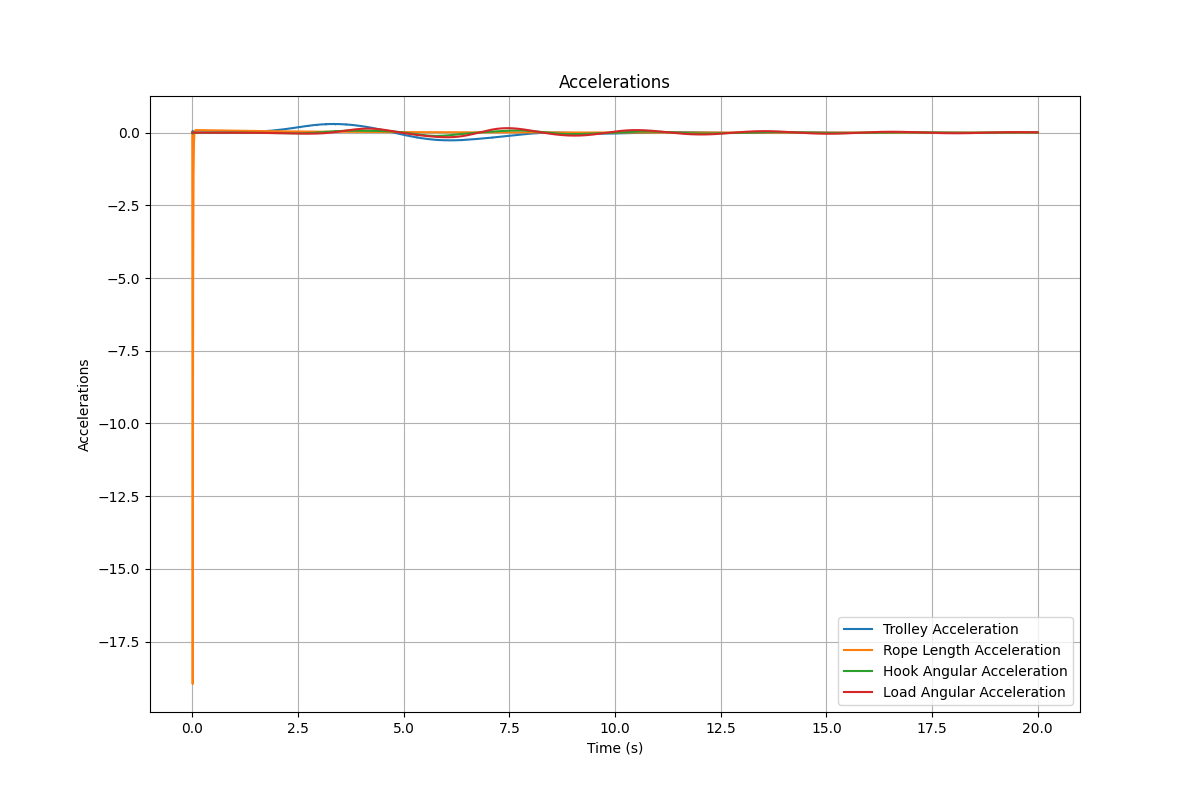 Accelerations
0.0
−2.5
−5.0
−7.5
−10.0
−12.5
−15.0
−17.5
Accelerations
Trolley Acceleration
Rope Length Acceleration
Hook Angular Acceleration
Load Angular Acceleration
0.0 2.5 5.0 7.5 10.0 12.5 15.0 17.5 20.0
Time (s)